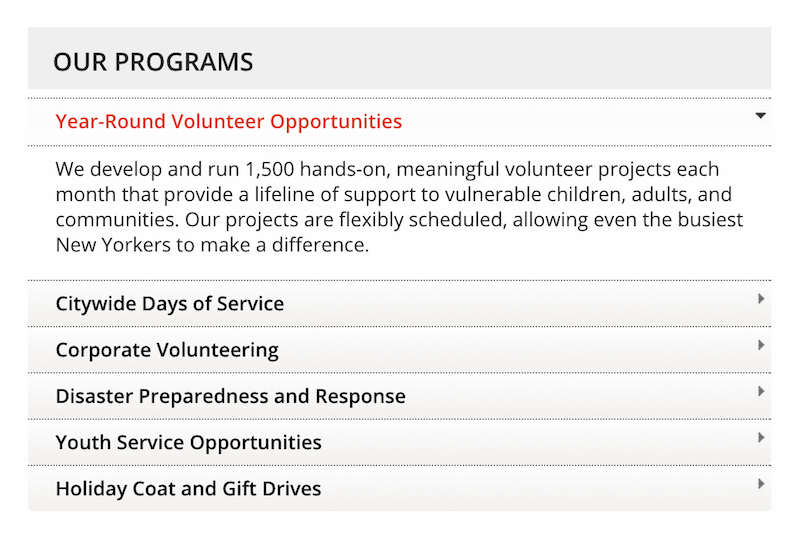 OUR PROGRAMS
Year-Round Volunteer Opportunities
We develop and run 1,500 hands-on, meaningful volunteer projects each
month that provide a lifeline of support to vulnerable children, adults, and
communities. Our projects are flexibly scheduled, allowing even the busiest
New Yorkers to make a difference.
Citywide Days of Service
Corporate Volunteering
Disaster Preparedness and Response
Youth Service Opportunities
Holiday Coat and Gift Drives